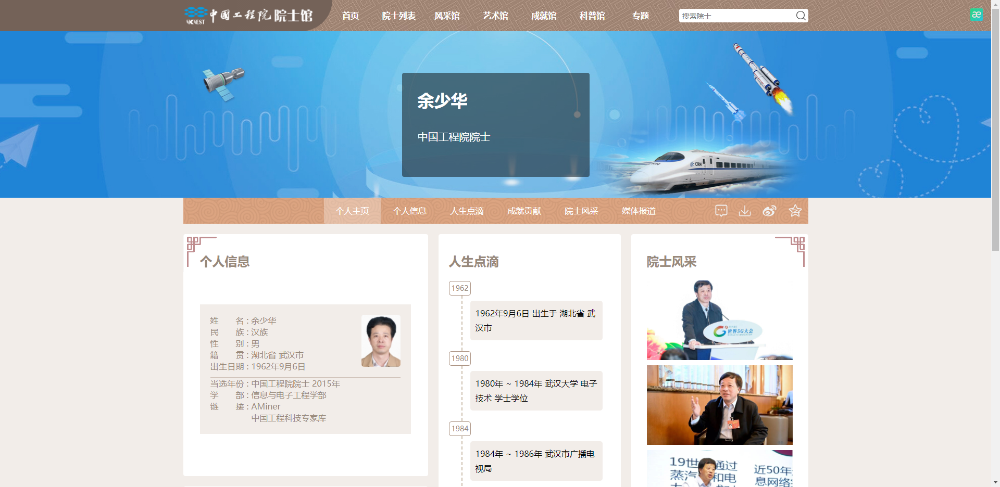 中国工程院 院士馆
首页 院士列表 风采馆 艺术馆 成就馆 科普馆 专题
搜索院士
æ
余少华
中国工程院院士
CRH
个人主页 个人信息 人生点滴 成就贡献 院士风采 媒体报道
个人信息
姓 名 : 余少华
民 族 : 汉族
性 别 : 男
籍 贯 : 湖北省 武汉市
出生日期 : 1962年9月6日
当选年份 : 中国工程院院士 2015年
学 部 : 信息与电子工程学部
链 接 : AMiner
中国工程科技专家库
人生点滴
1962
1962年9月6日 出生于 湖北省 武
汉市
1980
1980年 ~ 1984年 武汉大学 电子
技术 学士学位
1984
1984年 ~ 1986年 武汉市广播电
视局
院士风采
世界5G大会
19世 通过
蒸汽 和电
近50年
息网络